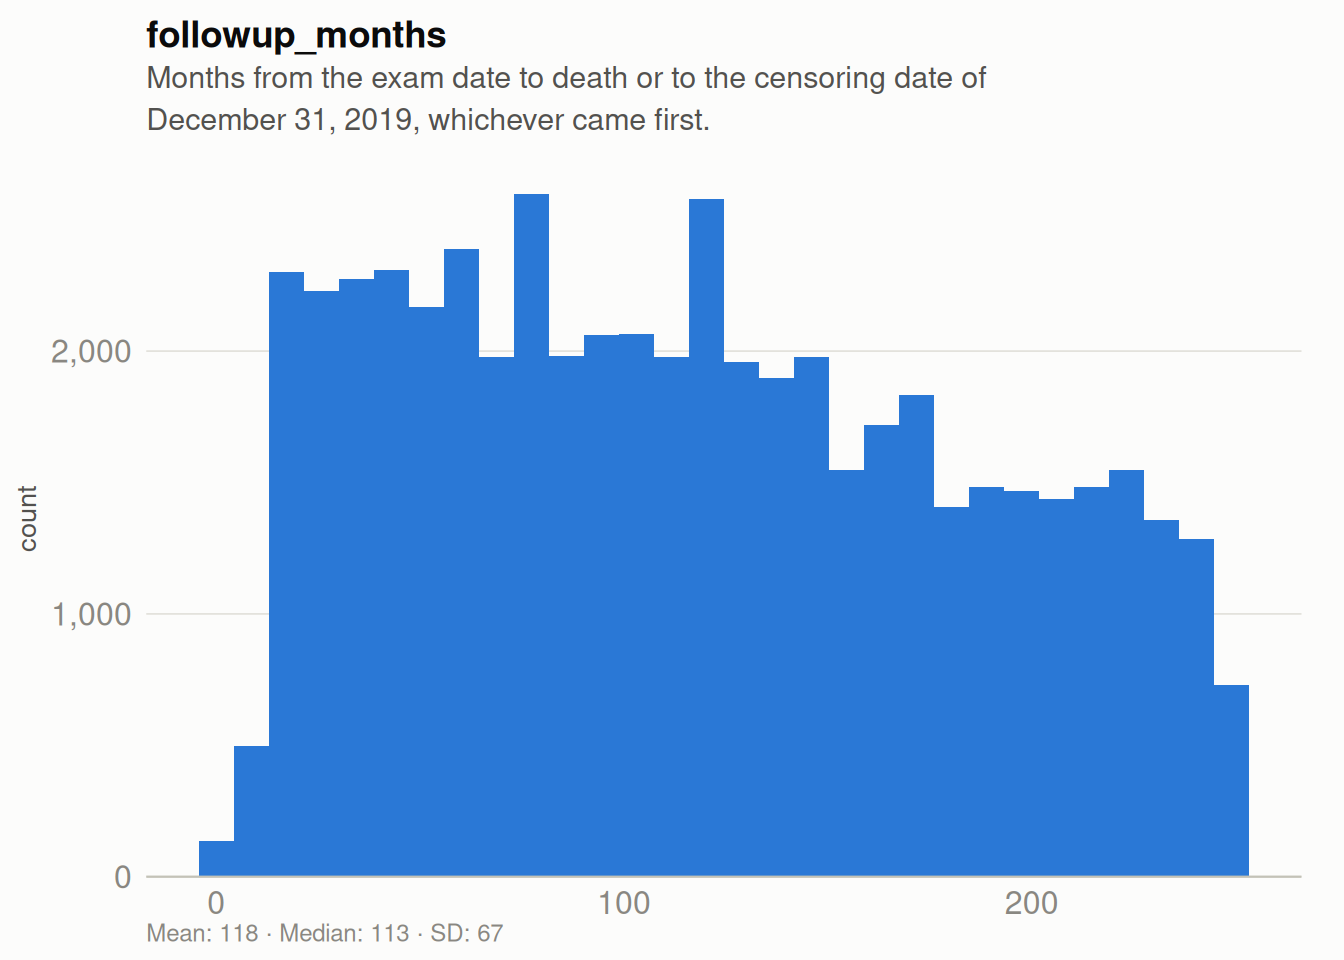 followup_months
Months from the exam date to death or to the censoring date of
December 31, 2019, whichever came first.
2,000
1,000
0
count
0 100 200
Mean: 118 · Median: 113 · SD: 67